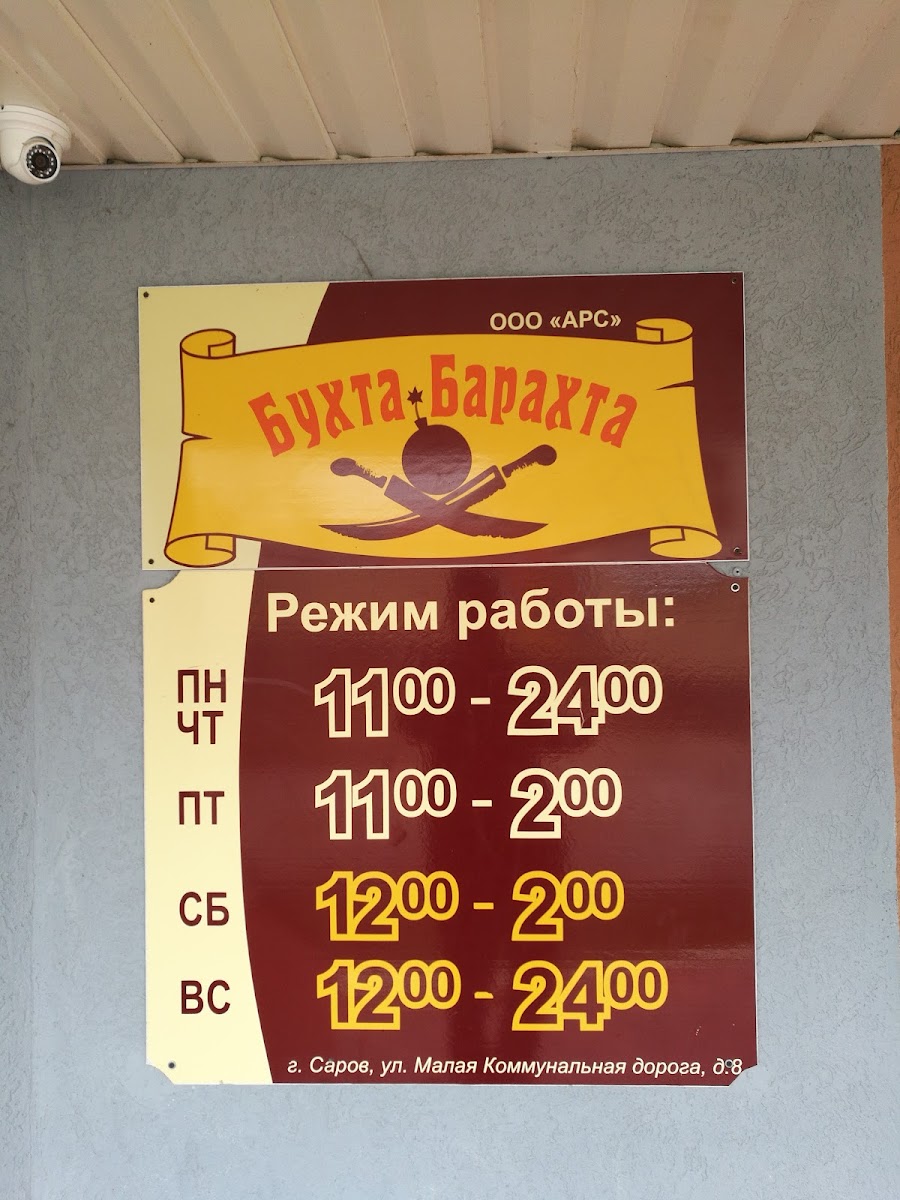 ООО «АРС»
Бухта Барахта
Режим работы:
ПН
ЧТ
11⁰⁰ - 24⁰⁰
ПТ
11⁰⁰ - 2⁰⁰
СБ
12⁰⁰ - 2⁰⁰
ВС
12⁰⁰ - 24⁰⁰
г. Саров, ул. Малая Коммунальная дорога, д.8